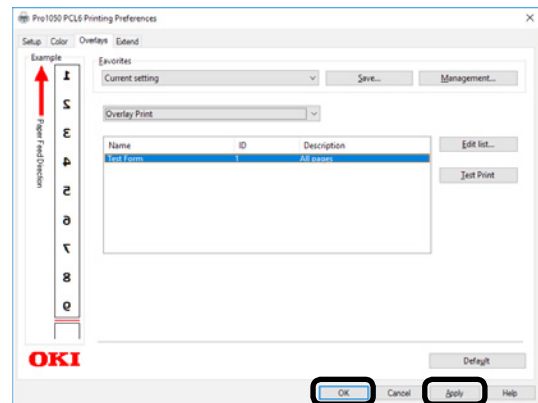 Pro1050 PCL6 Printing Preferences
Setup Color Overlays Extend
Example
1
2
3
4
5
6
7
8
9
Paper Feed Direction
OKI
Favorites
Current setting Save... Management...
Overlay Print
Name ID Description
Test Form 1 All pages
Edit list...
Test Print
Default
OK Cancel Apply Help